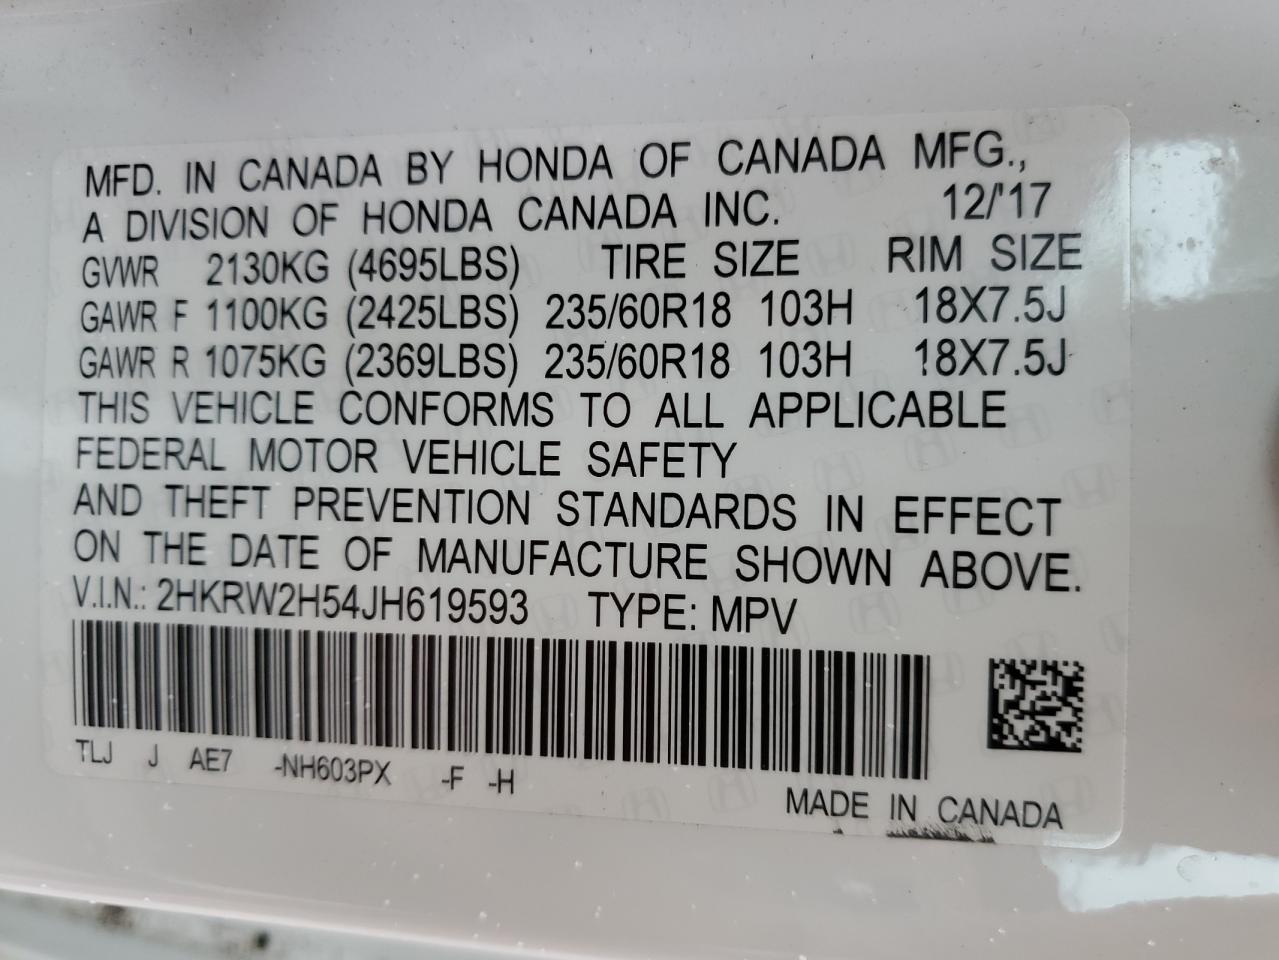 MFD. IN CANADA BY HONDA OF CANADA MFG.,
A DIVISION OF HONDA CANADA INC. 12/'17
GVWR 2130KG (4695LBS) TIRE SIZE RIM SIZE
GAWR F 1100KG (2425LBS) 235/60R18 103H 18X7.5J
GAWR R 1075KG (2369LBS) 235/60R18 103H 18X7.5J
THIS VEHICLE CONFORMS TO ALL APPLICABLE
FEDERAL MOTOR VEHICLE SAFETY
AND THEFT PREVENTION STANDARDS IN EFFECT
ON THE DATE OF MANUFACTURE SHOWN ABOVE.
V.I.N.: 2HKRW2H54JH619593 TYPE: MPV
TLJ J AE7 -NH603PX -F -H
MADE IN CANADA